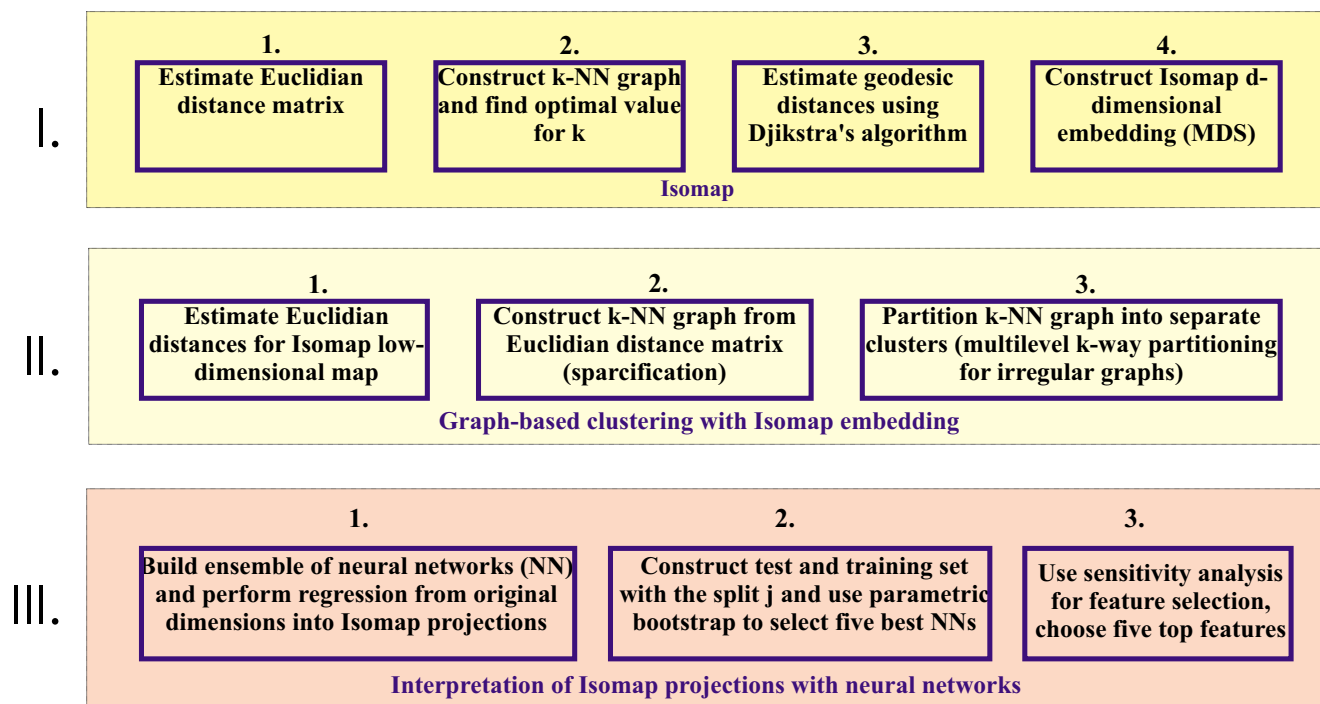 I.
1.
Estimate Euclidian
distance matrix
2.
Construct k-NN graph
and find optimal value
for k
3.
Estimate geodesic
distances using
Djikstra's algorithm
4.
Construct Isomap d-
dimensional
embedding (MDS)
Isomap
II.
1.
Estimate Euclidian
distances for Isomap low-
dimensional map
2.
Construct k-NN graph from
Euclidian distance matrix
(sparcification)
3.
Partition k-NN graph into separate
clusters (multilevel k-way partitioning
for irregular graphs)
Graph-based clustering with Isomap embedding
III.
1.
Build ensemble of neural networks (NN)
and perform regression from original
dimensions into Isomap projections
2.
Construct test and training set
with the split j and use parametric
bootstrap to select five best NNs
3.
Use sensitivity analysis
for feature selection,
choose five top features
Interpretation of Isomap projections with neural networks